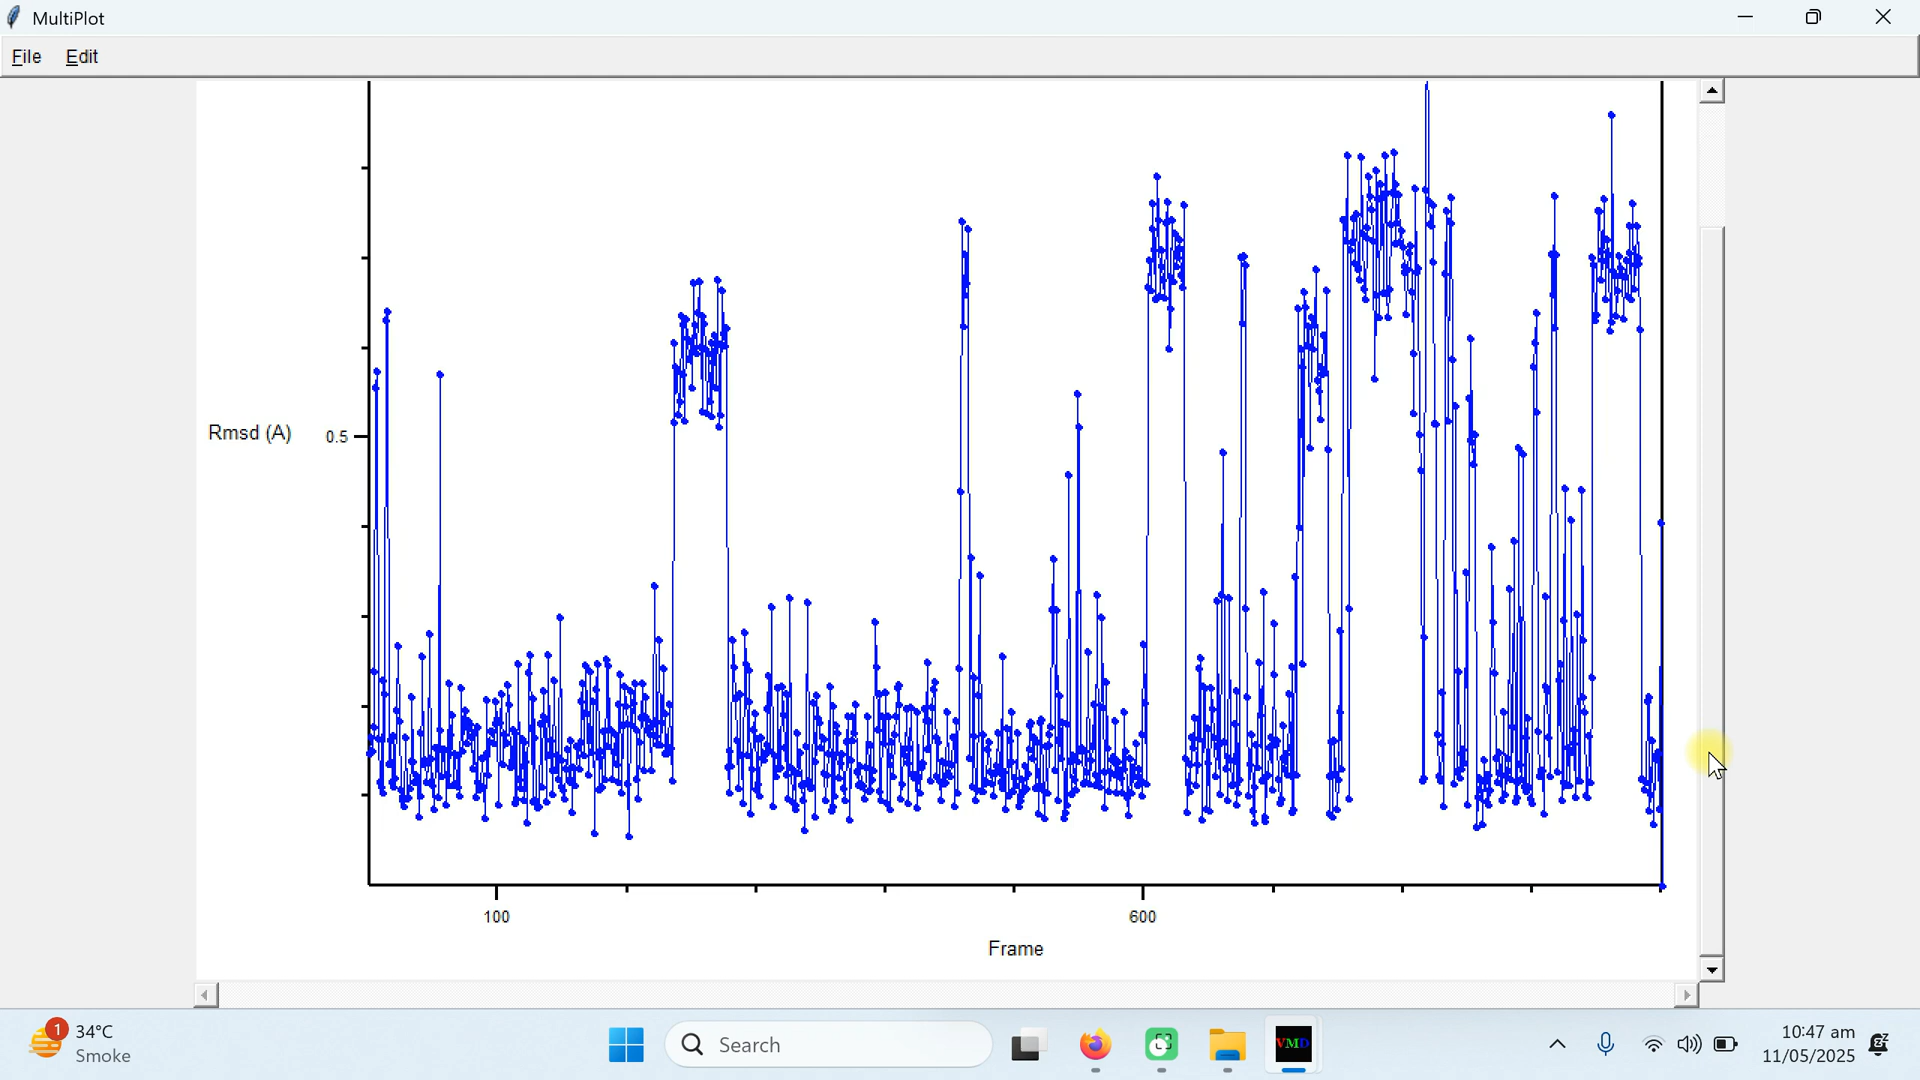 MultiPlot
File Edit
Rmsd (A)
0.5
100
600
Frame
1
34°C
Smoke
Search
VMD
10:47 am
11/05/2025